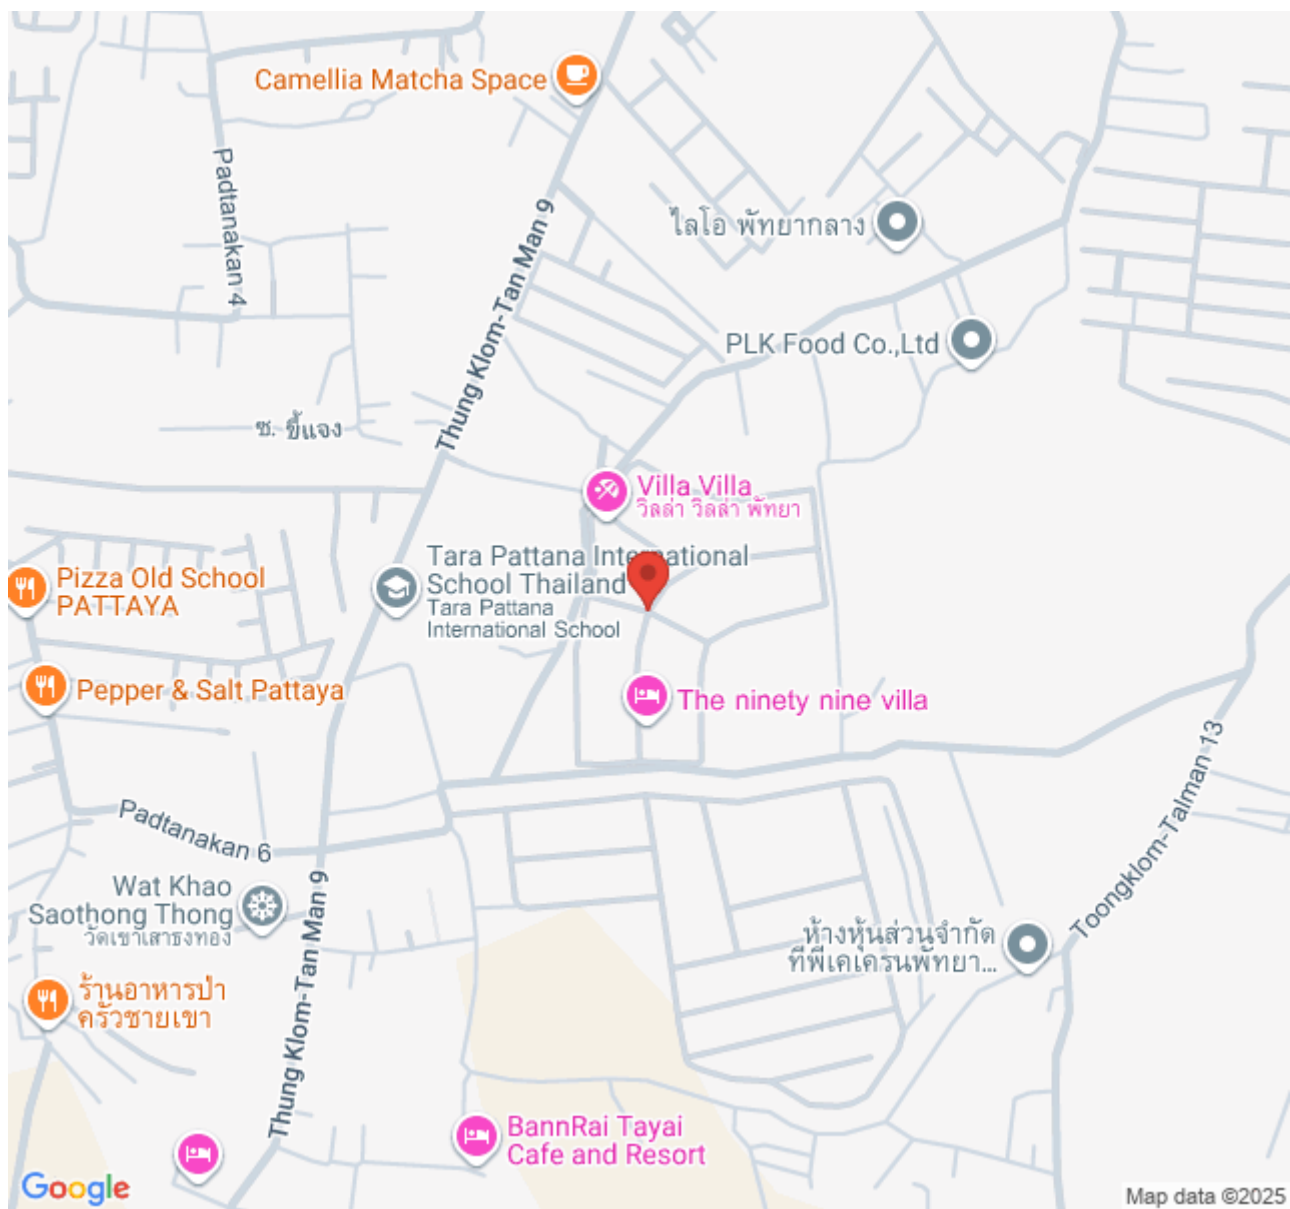 Camellia Matcha Space
Padtanakan 4
Thung Klom-Tan Man 9
ไลโอ พัทยากลาง
PLK Food Co.,Ltd
ซ. ขี้แจง
Villa Villa
วิลล่า วิลล่า พัทยา
Tara Pattana International
School Thailand
Tara Pattana
International School
Pizza Old School
PATTAYA
Pepper & Salt Pattaya
The ninety nine villa
Toongklom-Talman 13
Padtanakan 6
Wat Khao
Saothong Thong
วัดเขาเสาธงทอง
Thung Klom-Tan Man 9
ห้างหุ้นส่วนจำกัด
ทีพีเคเครนพัทยา...
ร้านอาหารป่า
ครัวชายเขา
BannRai Tayai
Cafe and Resort
Google
Map data ©2025